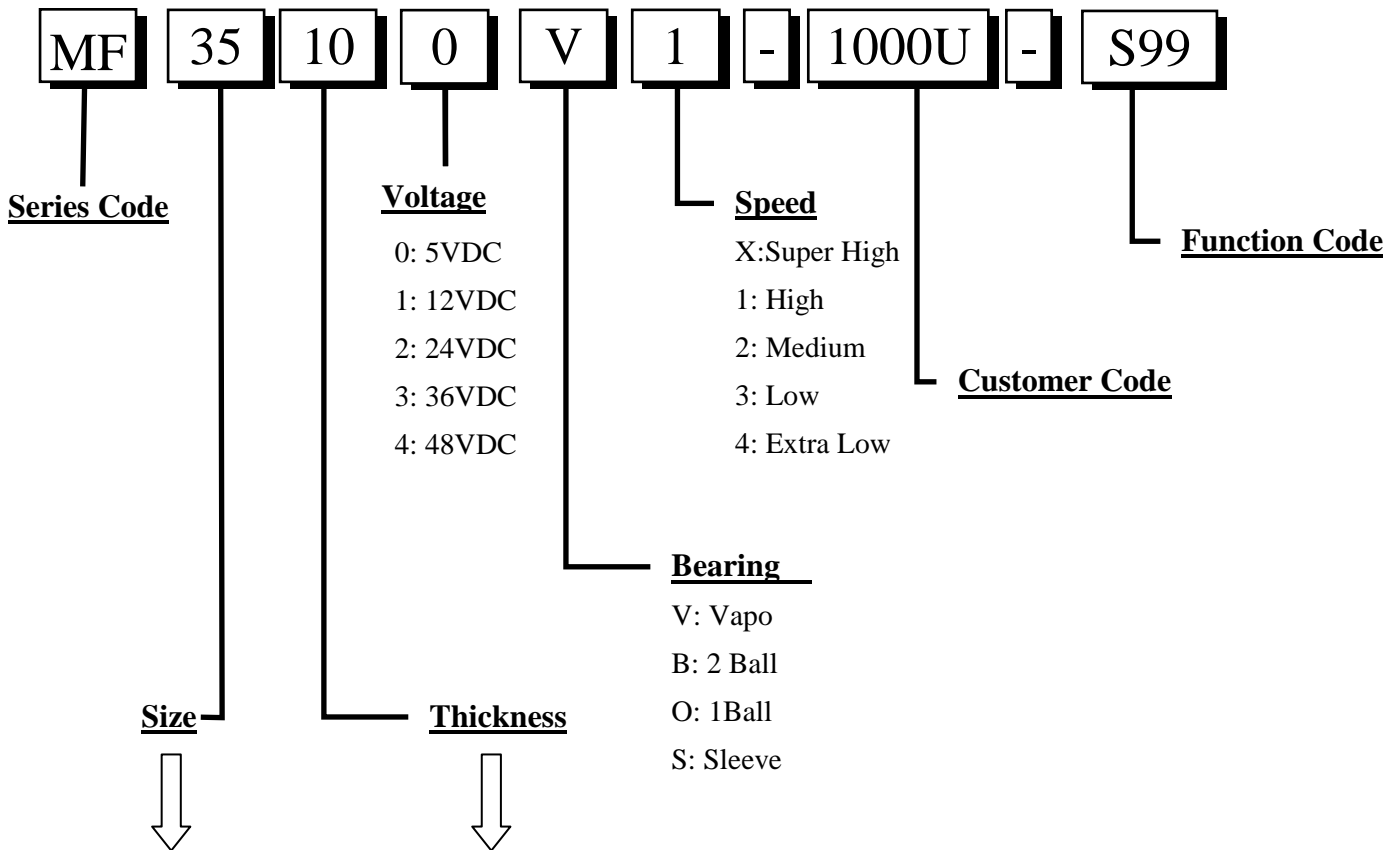 MF 35 10 0 V 1 - 1000U - S99
Series Code
Voltage
0: 5VDC
1: 12VDC
2: 24VDC
3: 36VDC
4: 48VDC
Speed
X:Super High
1: High
2: Medium
3: Low
4: Extra Low
Function Code
Customer Code
Bearing
V: Vapo
B: 2 Ball
O: 1Ball
S: Sleeve
Size
Thickness